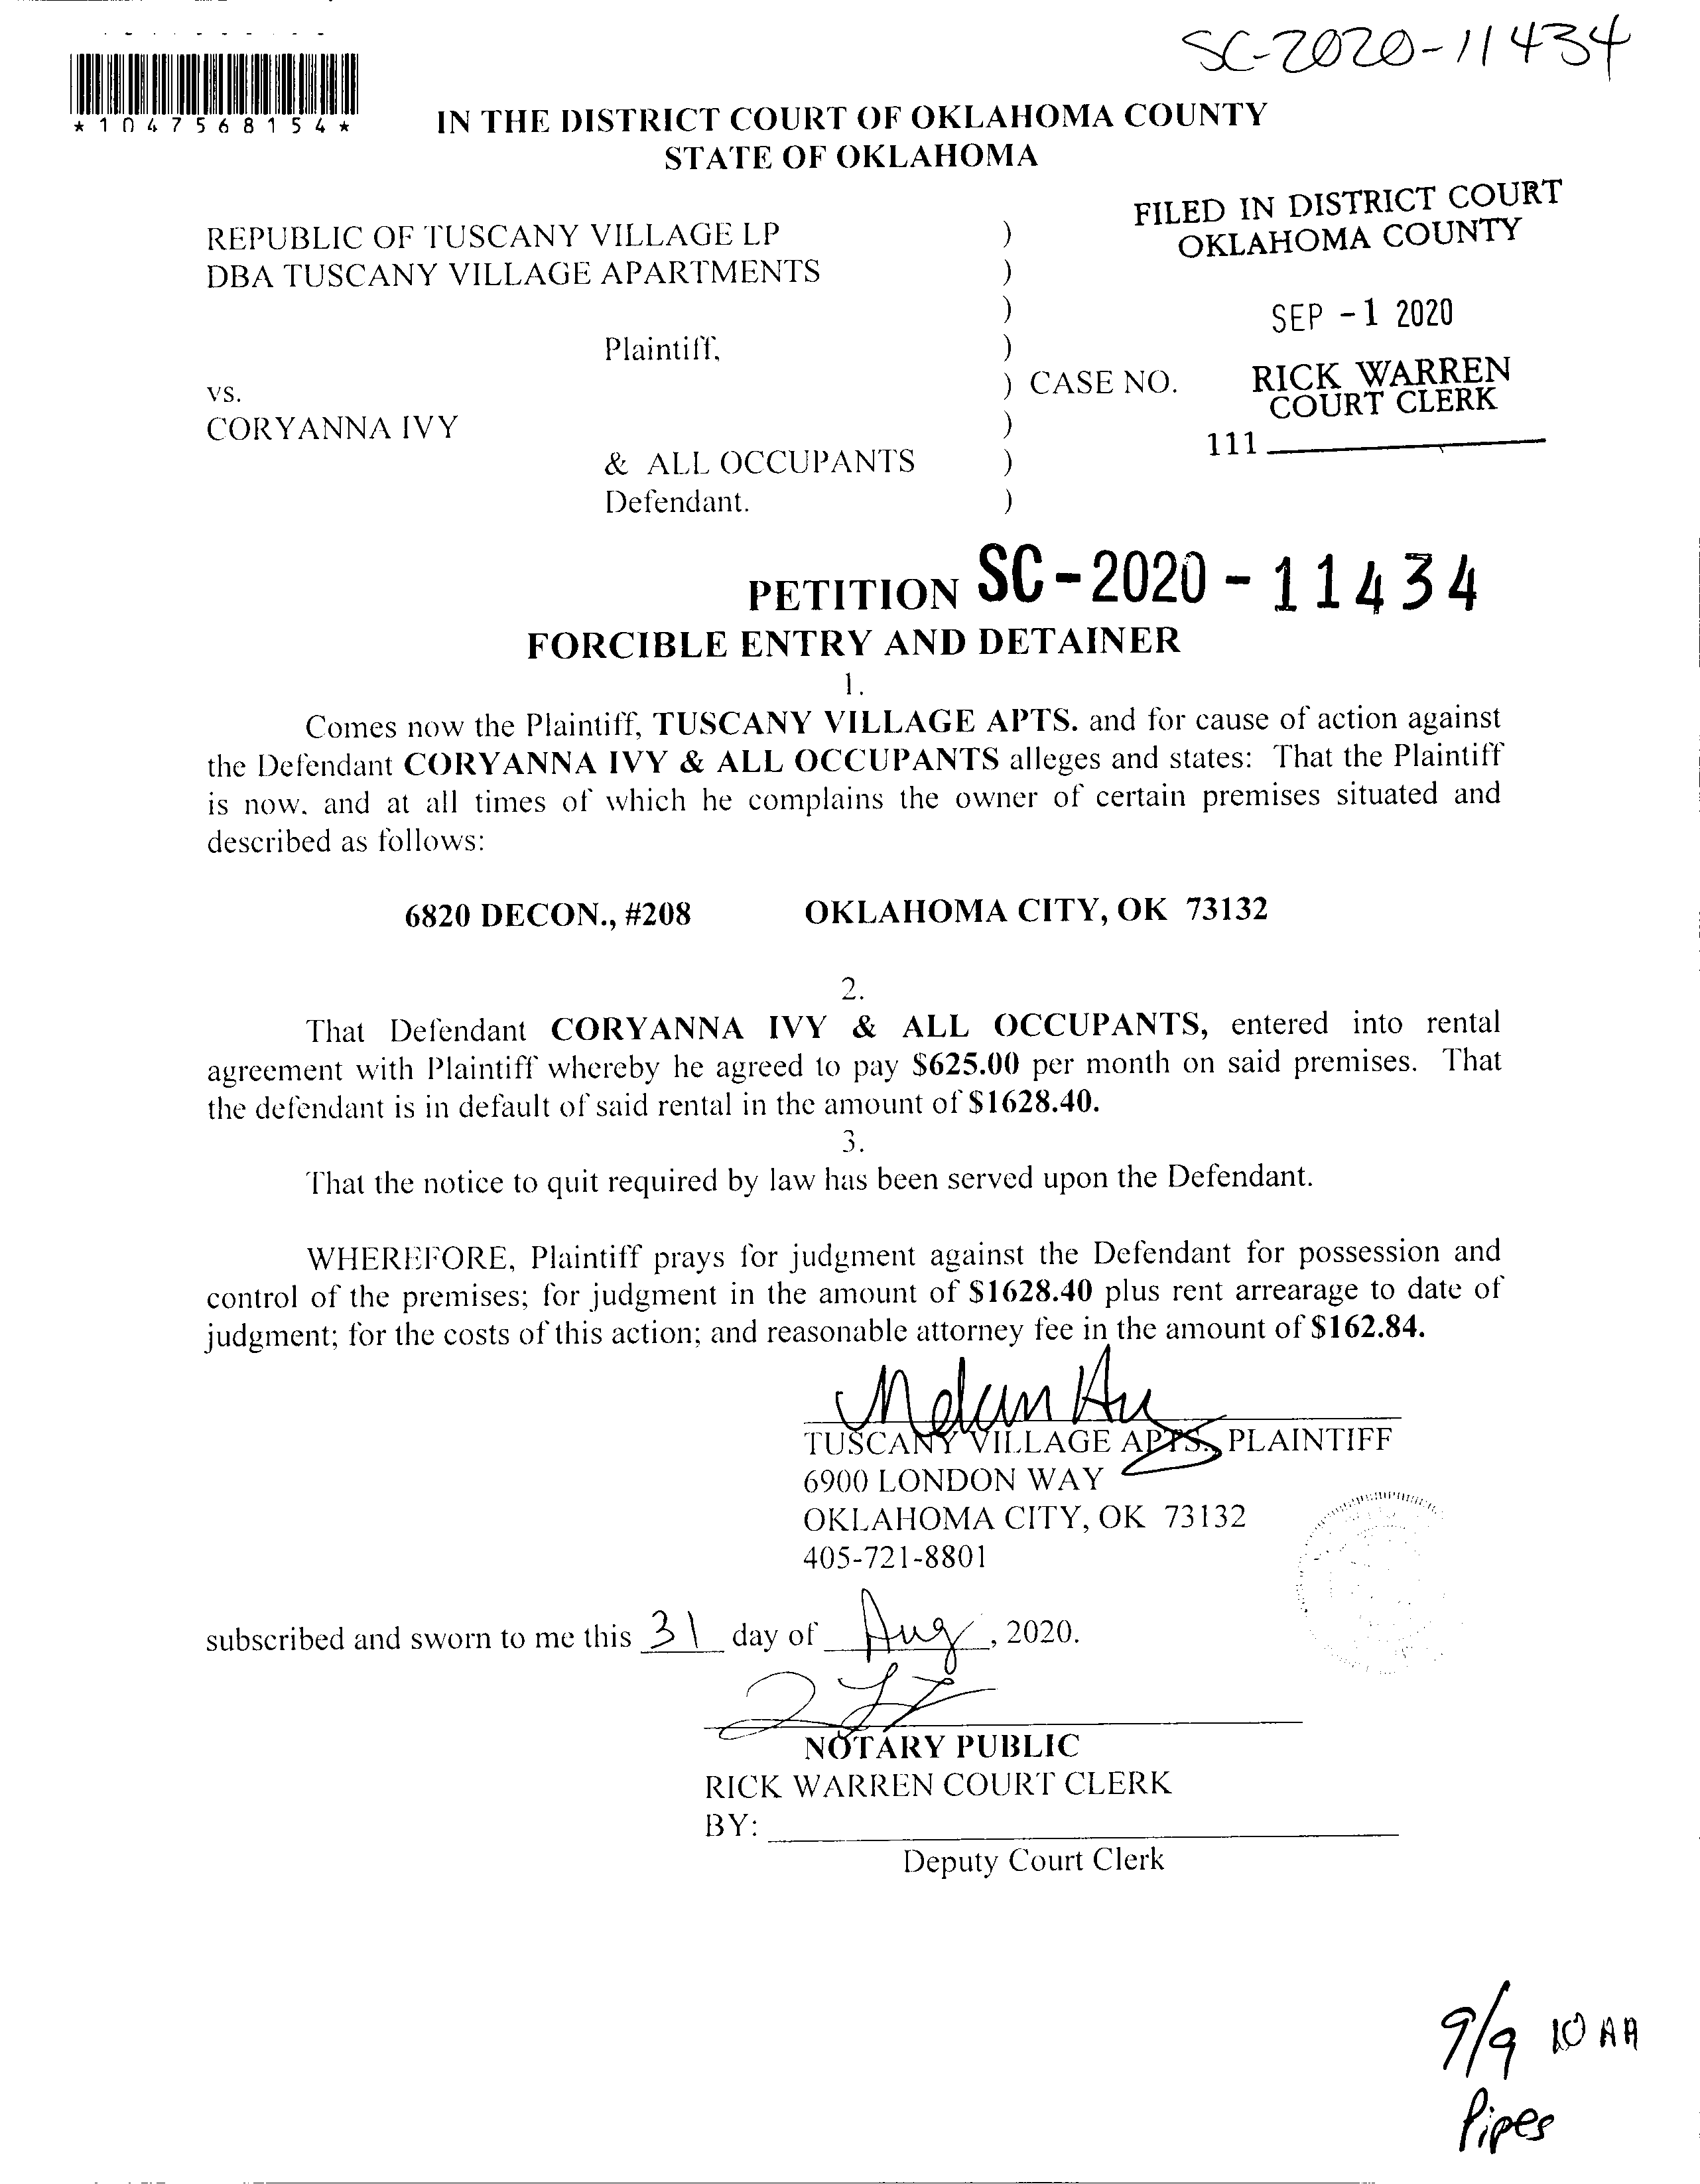 SC-2020-11434
*1047568154*
IN THE DISTRICT COURT OF OKLAHOMA COUNTY
STATE OF OKLAHOMA
FILED IN DISTRICT COURT
OKLAHOMA COUNTY
REPUBLIC OF TUSCANY VILLAGE LP )
DBA TUSCANY VILLAGE APARTMENTS )
)
SEP -1 2020
Plaintiff, )
vs. ) CASE NO.
RICK WARREN
COURT CLERK
CORYANNA IVY )
111
& ALL OCCUPANTS )
Defendant. )
PETITION SC-2020-11434
FORCIBLE ENTRY AND DETAINER
1.
Comes now the Plaintiff, TUSCANY VILLAGE APTS. and for cause of action against
the Defendant CORYANNA IVY & ALL OCCUPANTS alleges and states: That the Plaintiff
is now, and at all times of which he complains the owner of certain premises situated and
described as follows:
6820 DECON., #208 OKLAHOMA CITY, OK 73132
2.
That Defendant CORYANNA IVY & ALL OCCUPANTS, entered into rental
agreement with Plaintiff whereby he agreed to pay $625.00 per month on said premises. That
the defendant is in default of said rental in the amount of $1628.40.
3.
That the notice to quit required by law has been served upon the Defendant.
WHEREFORE, Plaintiff prays for judgment against the Defendant for possession and
control of the premises; for judgment in the amount of $1628.40 plus rent arrearage to date of
judgment; for the costs of this action; and reasonable attorney fee in the amount of $162.84.
TUSCANY VILLAGE APTS., PLAINTIFF
6900 LONDON WAY
OKLAHOMA CITY, OK 73132
405-721-8801
subscribed and sworn to me this 31 day of Aug, 2020.
NOTARY PUBLIC
RICK WARREN COURT CLERK
BY:
Deputy Court Clerk
9/9 10 AA
Pipes